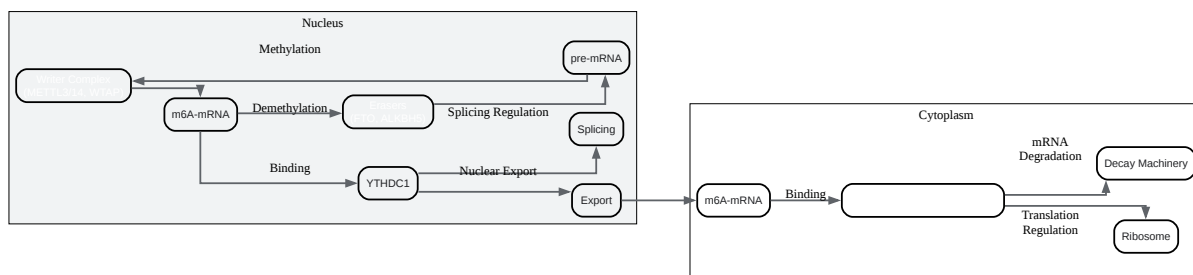 Nucleus
Methylation
pre-mRNA
Writer Complex
(METTL3/14, WTAP)
m6A-mRNA
Demethylation
Erasers
(FTO, ALKBH5)
Splicing Regulation
Splicing
Binding
YTHDC1
Nuclear Export
Export
Cytoplasm
mRNA
Degradation
Decay Machinery
m6A-mRNA
Binding
Translation
Regulation
Ribosome